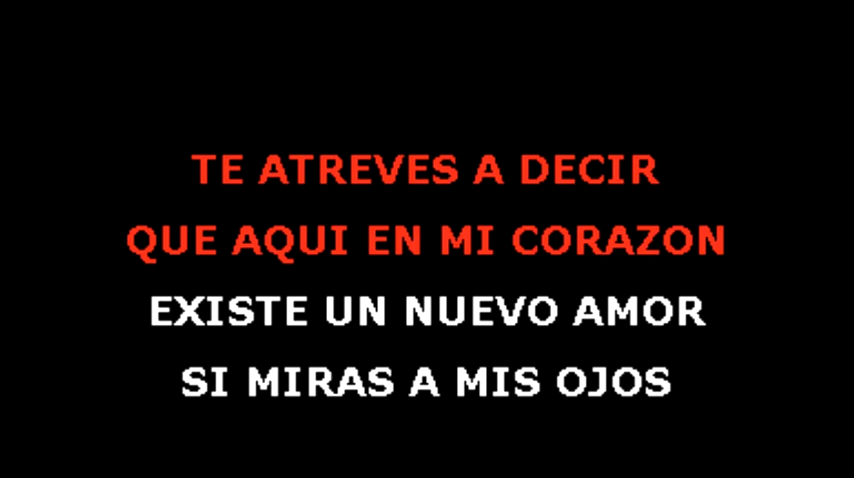 TE ATREVES A DECIR
QUE AQUI EN MI CORAZON
EXISTE UN NUEVO AMOR
SI MIRAS A MIS OJOS